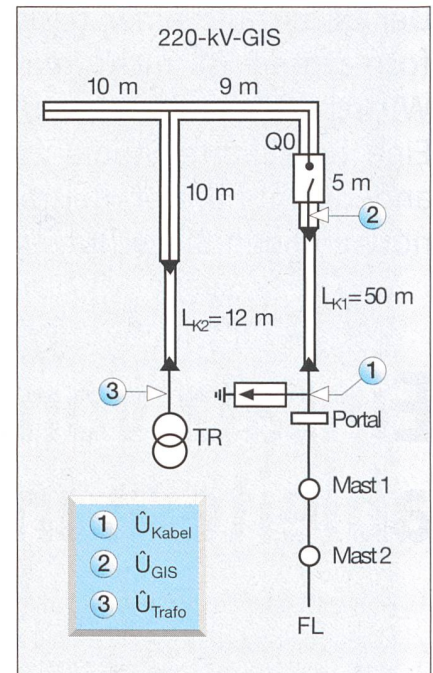 220-kV-GIS
10 m 9 m
Q0
10 m
5 m
2
L_K1=50 m
L_K2=12 m
3
1
Portal
TR
Mast 1
1 Û_Kabel
2 Û_GIS
Mast 2
3 Û_Trafo
FL